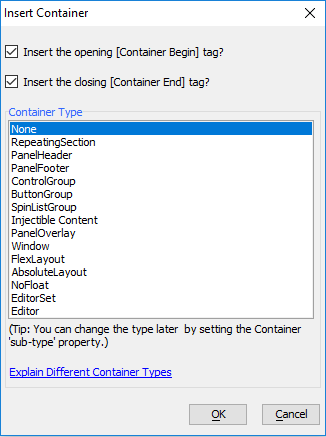 Insert Container
Insert the opening [Container Begin] tag?
Insert the closing [Container End] tag?
Container Type
None
RepeatingSection
PanelHeader
PanelFooter
ControlGroup
ButtonGroup
SpinListGroup
Injectible Content
PanelOverlay
Window
FlexLayout
AbsoluteLayout
NoFloat
EditorSet
Editor
(Tip: You can change the type later by setting the Container
'sub-type' property.)
Explain Different Container Types
OK
Cancel